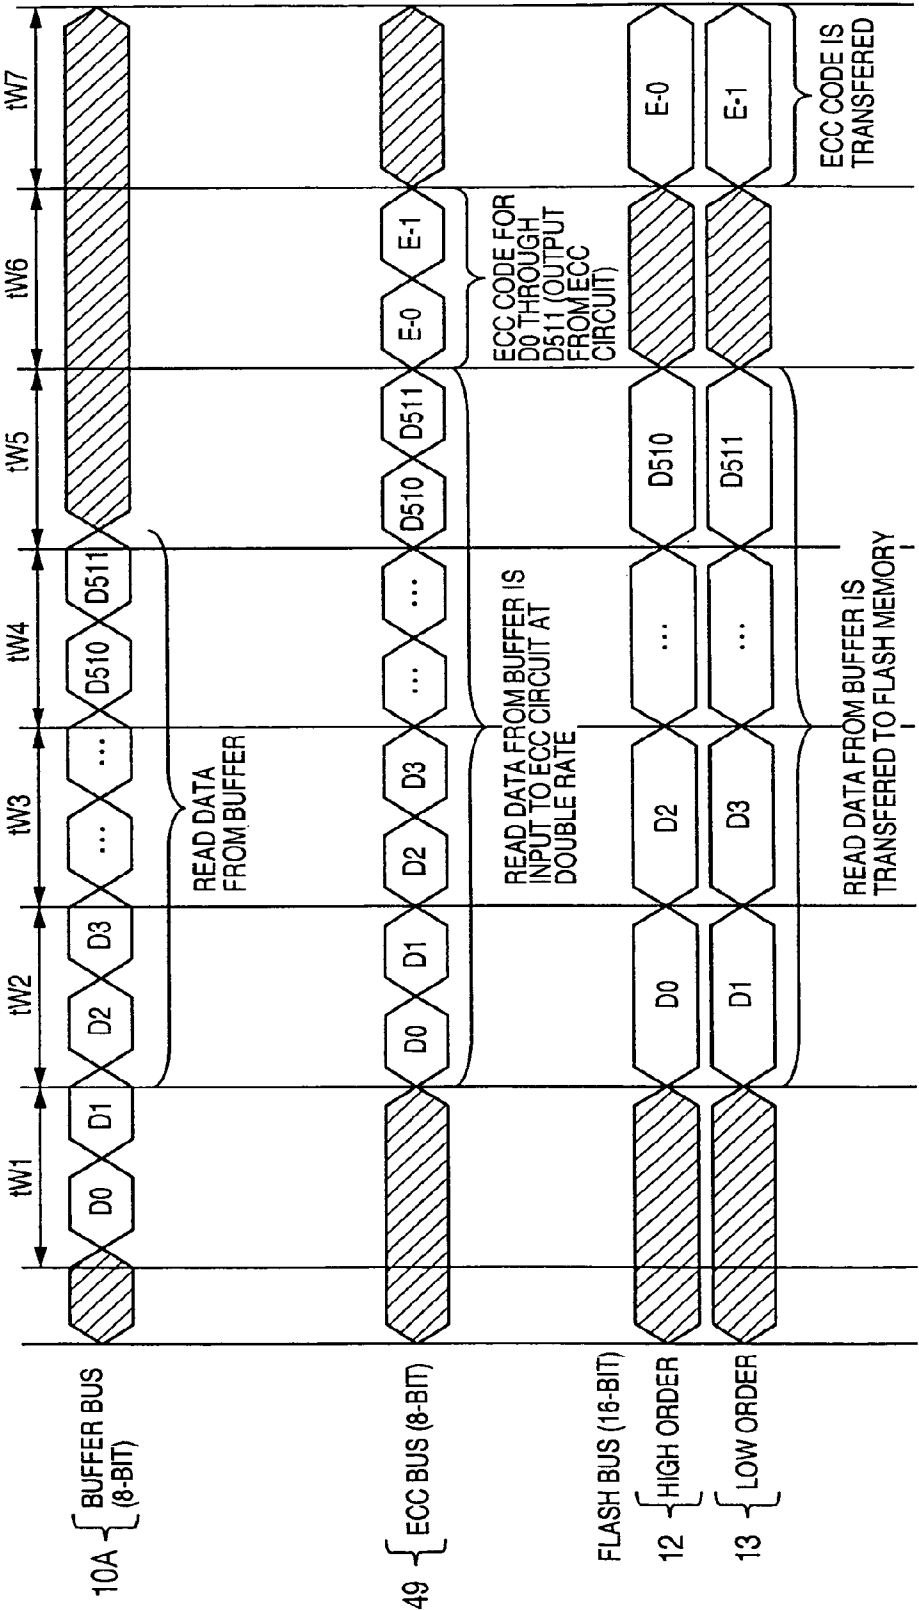 tW1 tW2 tW3 tW4 tW5 tW6 tW7
10A
BUFFER BUS
(8-BIT)
D0 D1 D2 D3 ... ... D510 D511
READ DATA
FROM BUFFER
49
ECC BUS (8-BIT)
D0 D1 D2 D3 ... ... D510 D511 E-0 E-1
READ DATA FROM BUFFER IS
INPUT TO ECC CIRCUIT AT
DOUBLE RATE
ECC CODE FOR
D0 THROUGH
D511 (OUTPUT
FROM ECC
CIRCUIT)
FLASH BUS (16-BIT)
12
HIGH ORDER
D0 D2 ... D510 E-0
13
LOW ORDER
D1 D3 ... D511 E-1
READ DATA FROM BUFFER IS
TRANSFERED TO FLASH MEMORY
ECC CODE IS
TRANSFERED